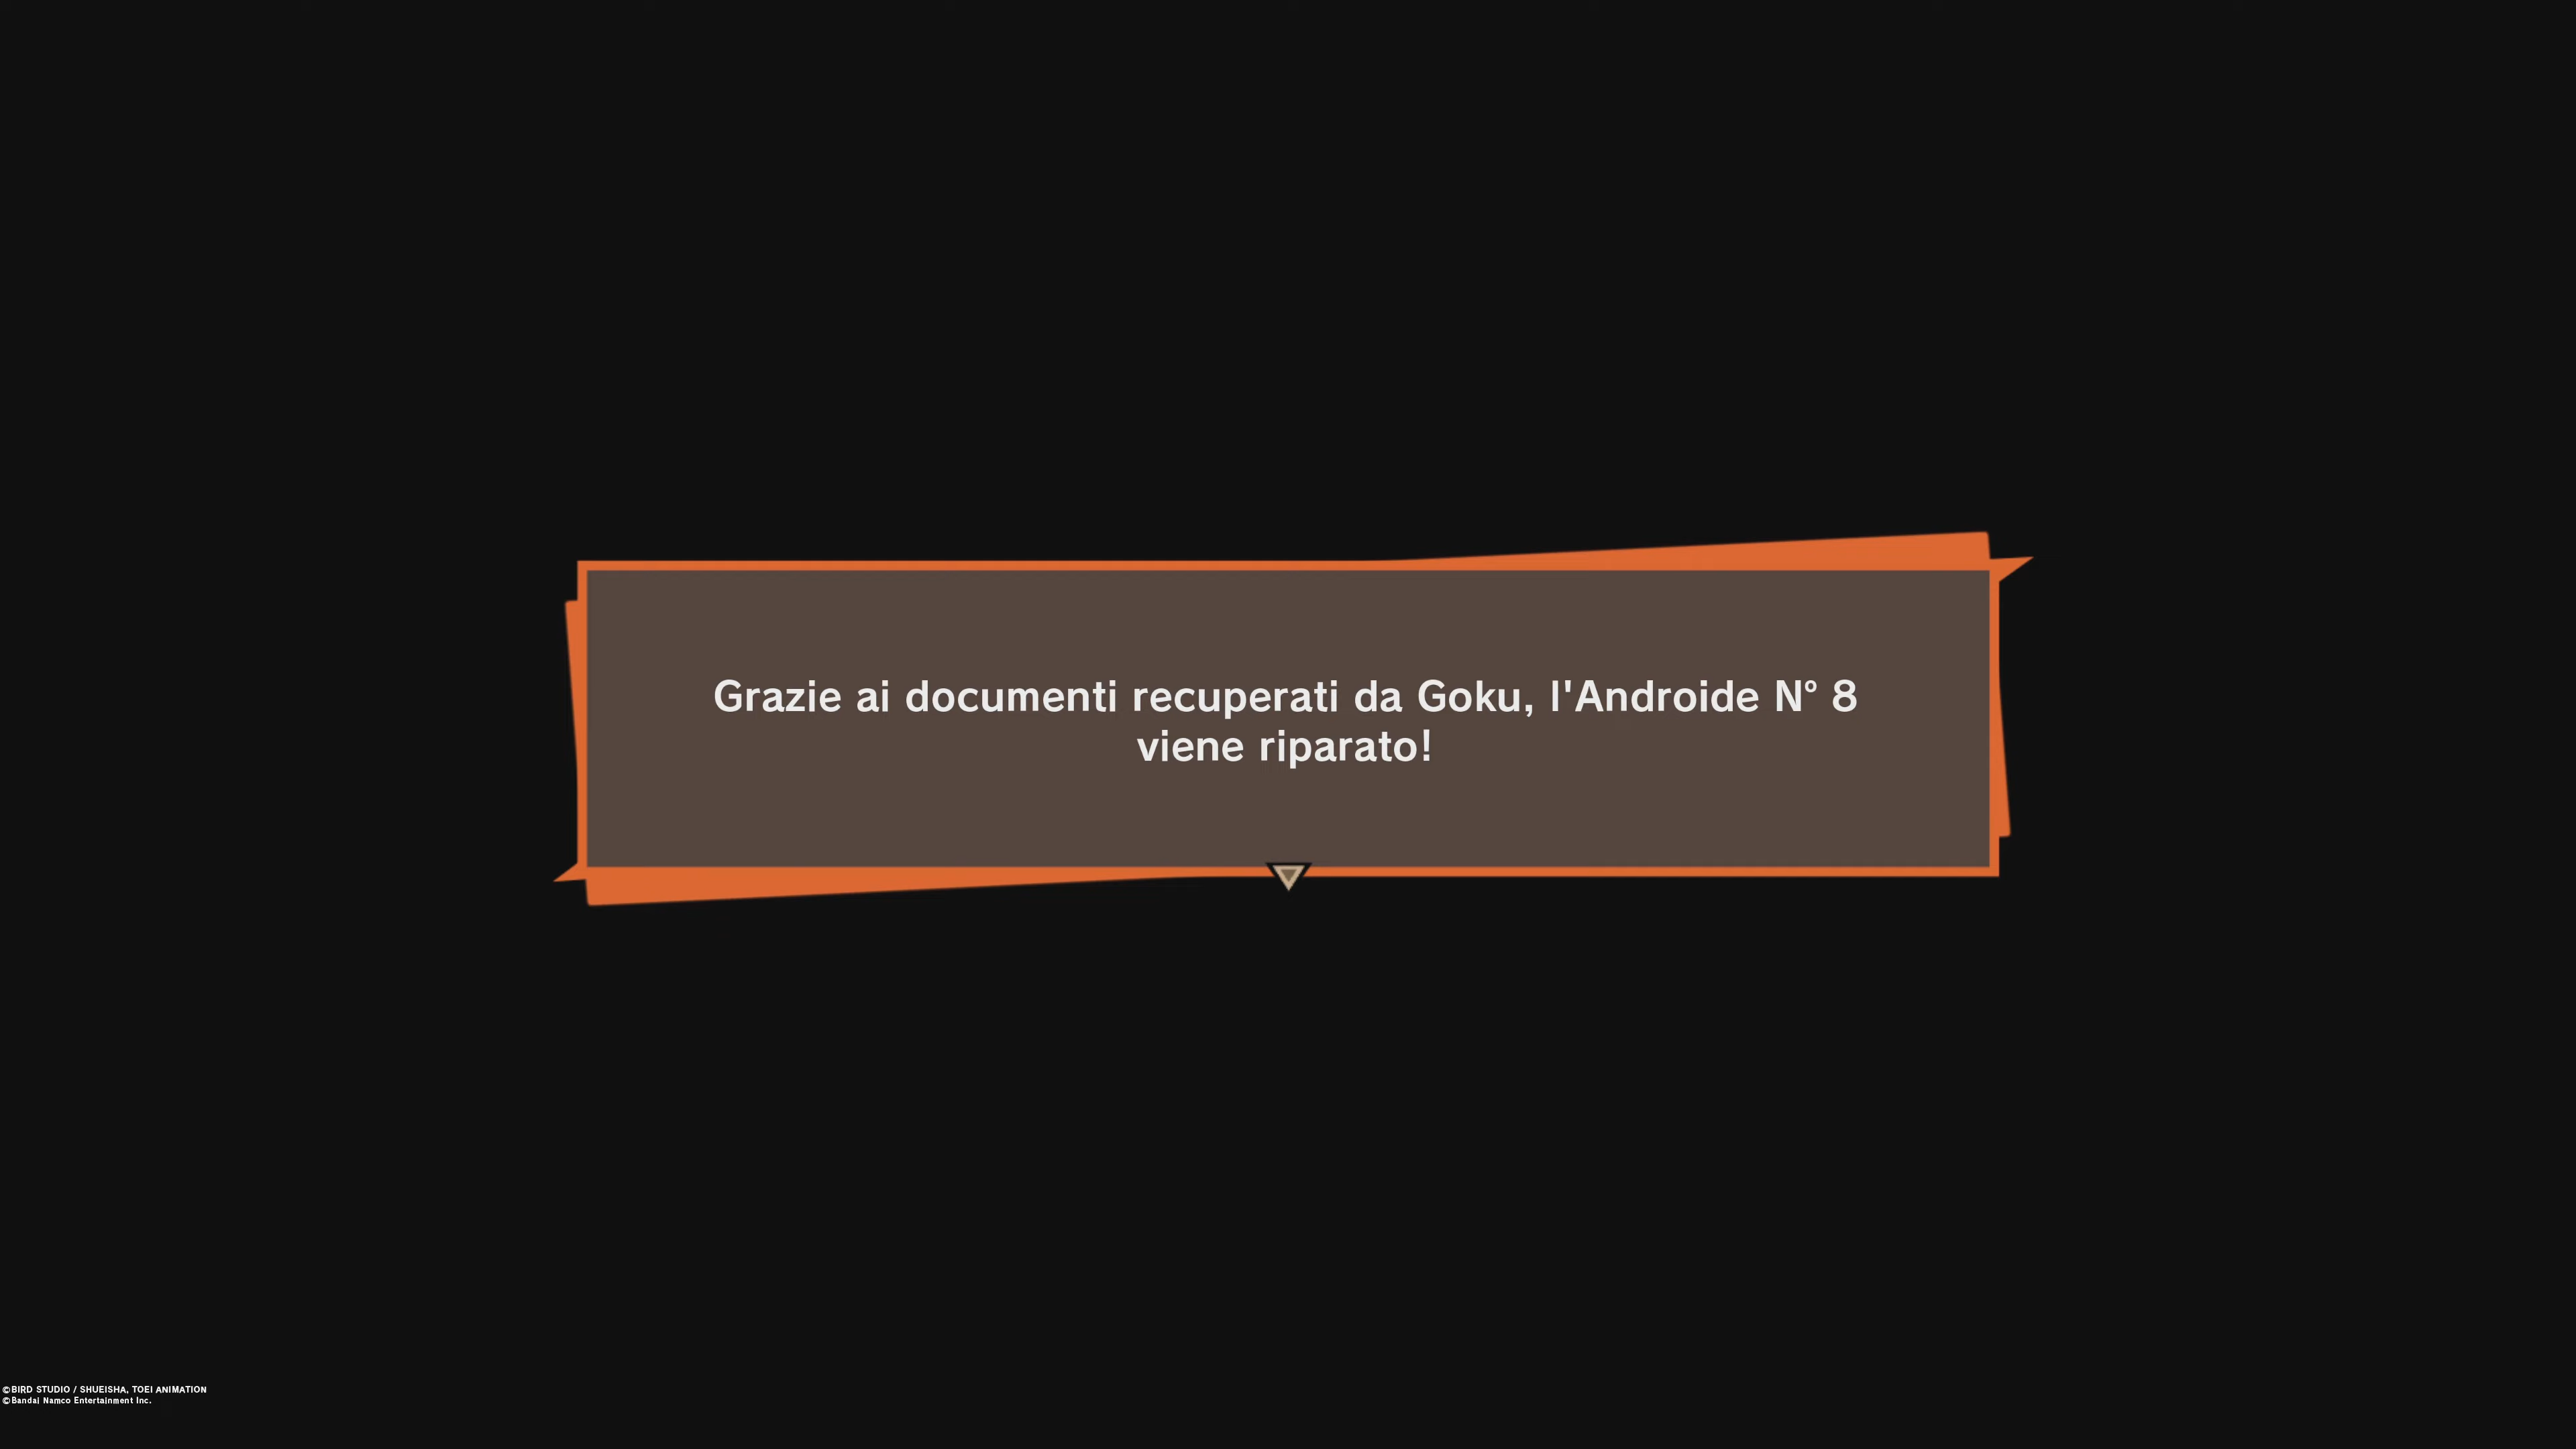 Grazie ai documenti recuperati da Goku, l'Androide Nº 8
viene riparato!
©BIRD STUDIO / SHUEISHA, TOEI ANIMATION
©Bandai Namco Entertainment Inc.